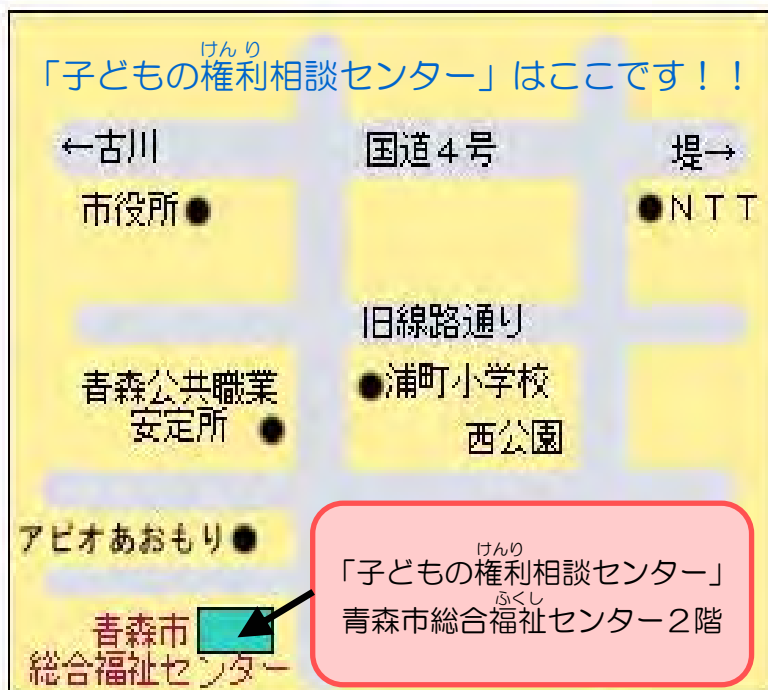 けんり
「子どもの権利相談センター」はここです！！
←古川
国道４号
堤→
市役所●
●ＮＴＴ
旧線路通り
青森公共職業
安定所 ●
●浦町小学校
西公園
アピオあおもり●
けんり
「子どもの権利相談センター」
ふくし
青森市総合福祉センター２階
青森市
総合福祉センター